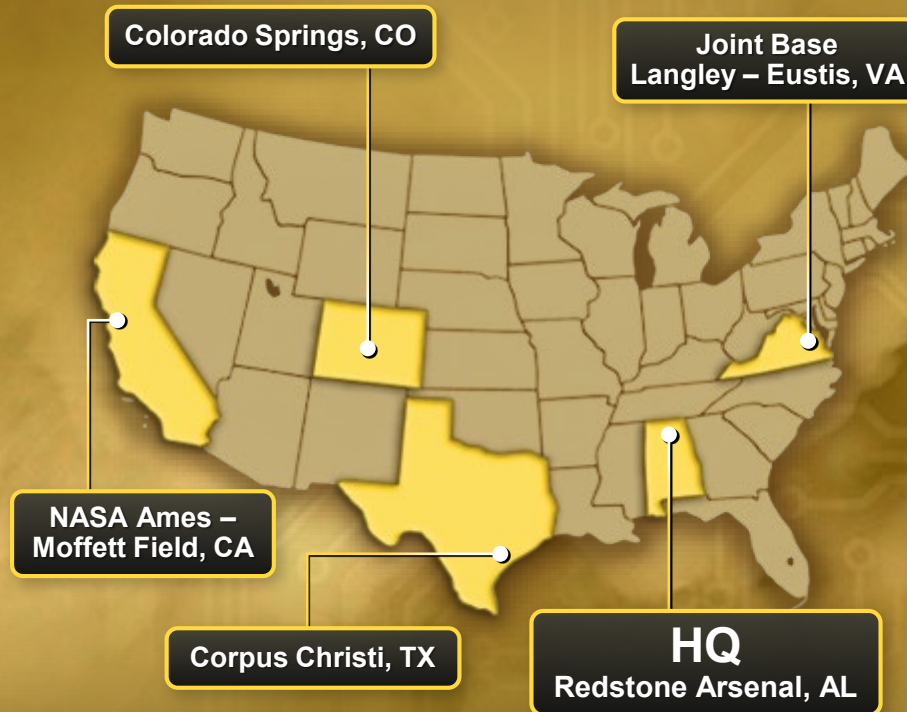 Colorado Springs, CO
Joint Base
Langley – Eustis, VA
NASA Ames –
Moffett Field, CA
Corpus Christi, TX
HQ
Redstone Arsenal, AL